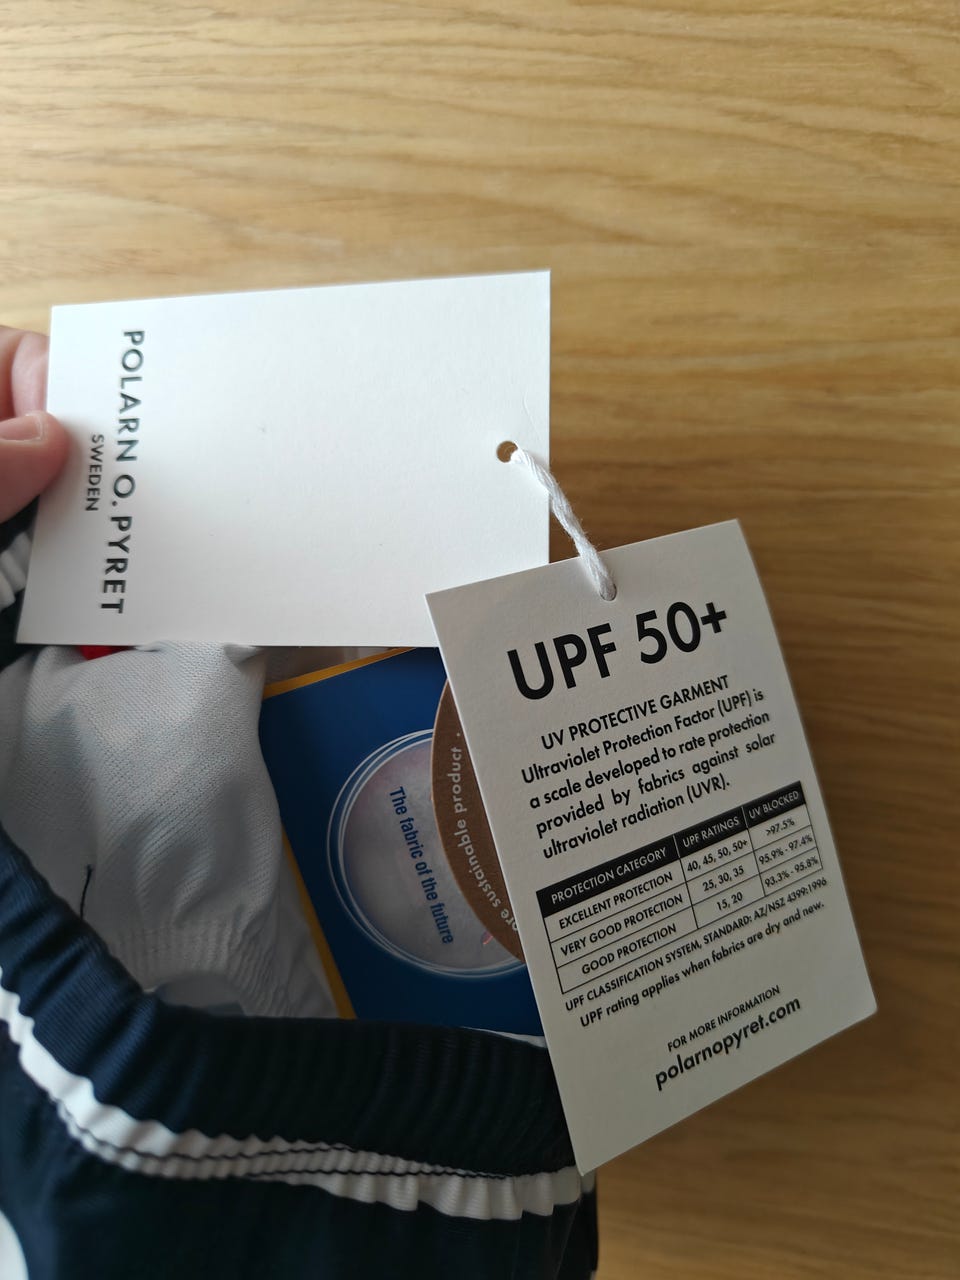 POLARN O. PYRET
SWEDEN
UPF 50+
UV PROTECTIVE GARMENT
Ultraviolet Protection Factor (UPF) is
a scale developed to rate protection
provided by fabrics against solar
ultraviolet radiation (UVR).
PROTECTION CATEGORY UPF RATINGS UV BLOCKED
EXCELLENT PROTECTION 40, 45, 50, 50+ >97.5%
VERY GOOD PROTECTION 25, 30, 35 95.9% - 97.4%
GOOD PROTECTION 15, 20 93.3% - 95.8%
UPF CLASSIFICATION SYSTEM, STANDARD: AZ/NSZ 4399:1996
UPF rating applies when fabrics are dry and new.
FOR MORE INFORMATION
polarnopyret.com
The fabric of the future
sustainable product .